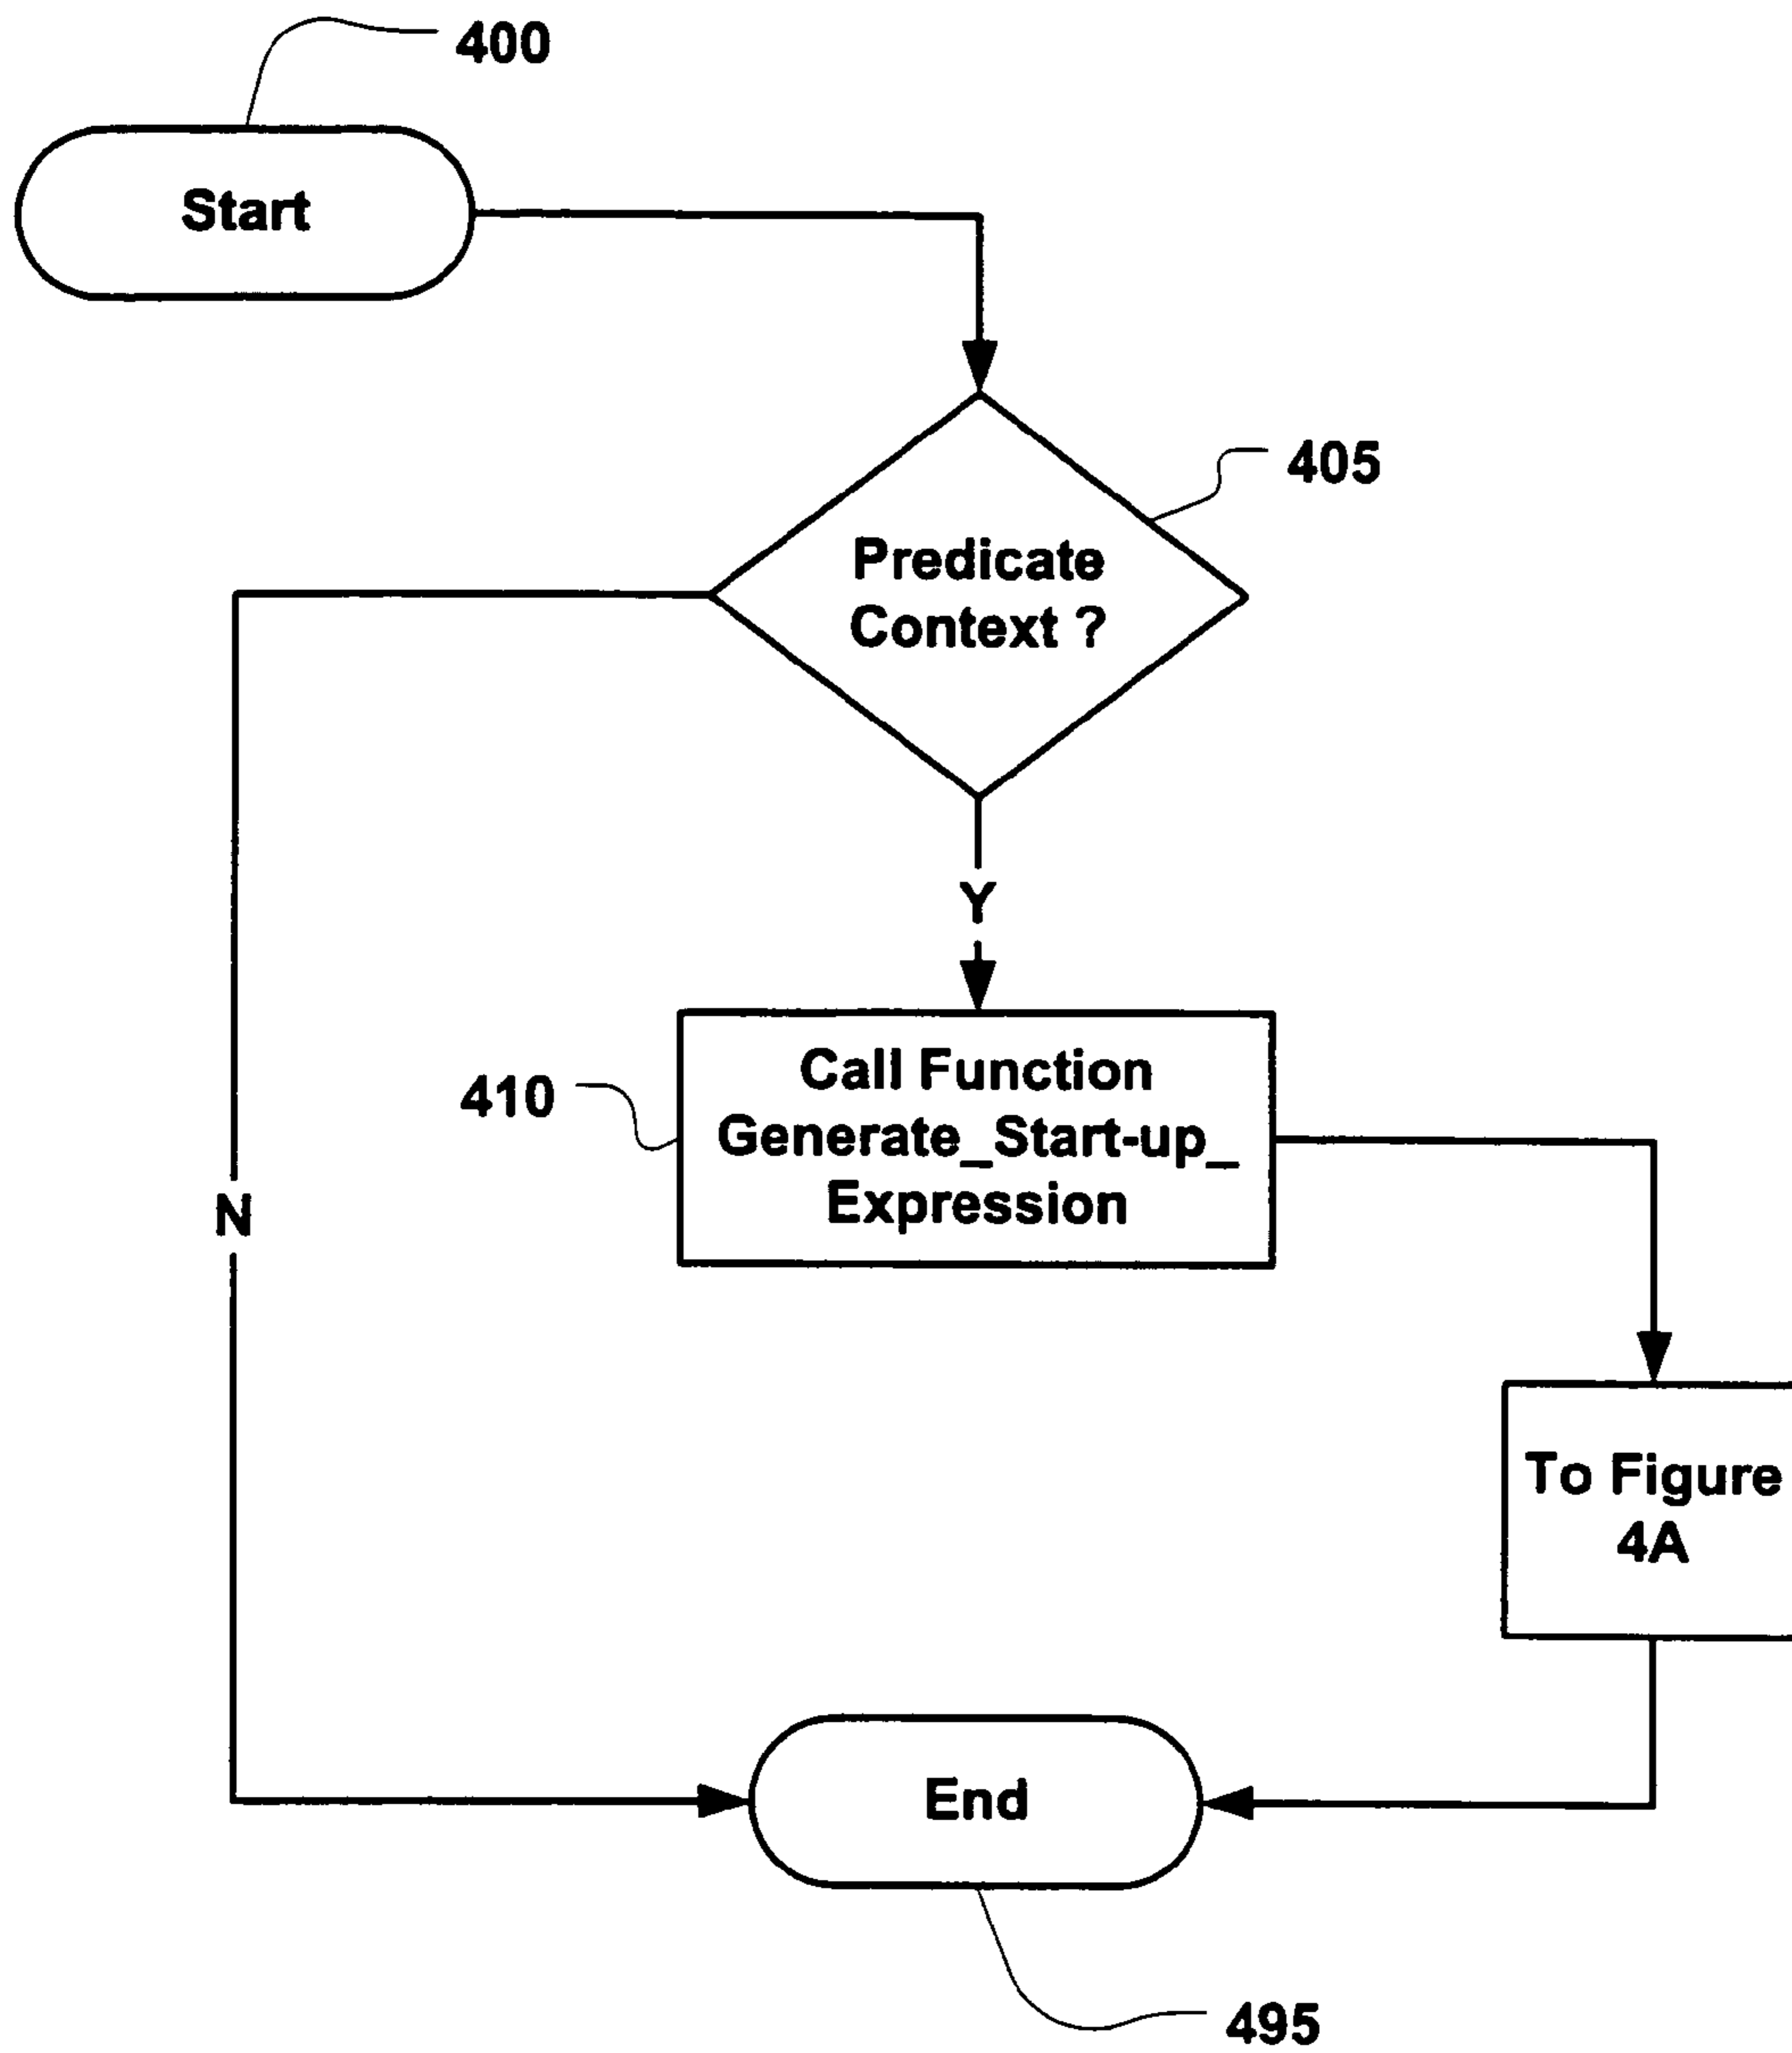 400
Start
405
Predicate
Context ?
Y
410
Call Function
Generate_Start-up_
Expression
N
To Figure
4A
End
495